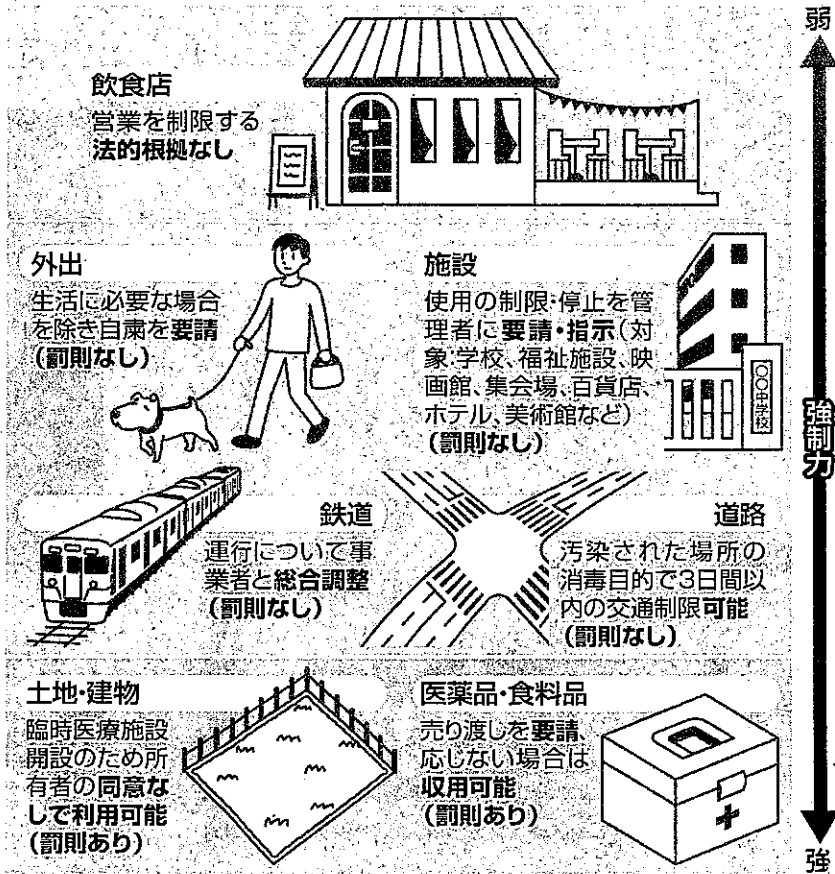 弱
飲食店
営業を制限する
法的根拠なし
外出
生活に必要な場合
を除き自粛を要請
(罰則なし)
施設
使用の制限・停止を管
理者に要請・指示(対
象・学校、福祉施設、映
画館、集会場、百貨店、
ホテル、美術館など)
(罰則なし)
〇〇中学校
強制力
鉄道
運行について事
業者と総合調整
(罰則なし)
道路
汚染された場所の
消毒目的で3日間以
内の交通制限可能
(罰則なし)
土地・建物
臨時医療施設
開設のため所
有者の同意な
しで利用可能
(罰則あり)
医薬品・食料品
売り渡しを要請、
応じない場合は
収用可能
(罰則あり)
強